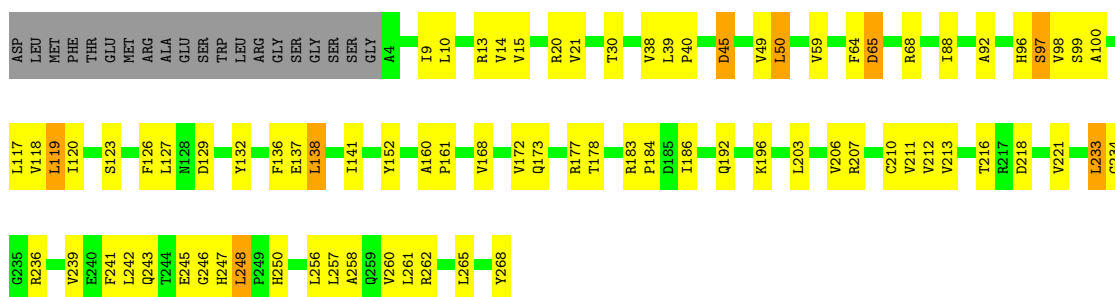 ASP LEU MET PHE THR GLU MET ARG ALA GLU SER TRP LEU ARG GLY SER GLY SER SER GLY A4 I9 L10 R13 V14 V15 R20 V21 T30 V38 L39 P40 D45 V49 L50 V59 F64 D65 R68 I88 A92 H96 S97 V98 S99 A100
L117 V118 L119 I120 S123 F126 L127 N128 D129 Y132 F136 E137 L138 I141 Y152 A160 P161 V168 V172 Q173 R177 T178 R183 P184 D185 I186 Q192 K196 L203 V206 R207 C210 V211 V212 V213 T216 R217 D218 V221 L233 G234
G235 R236 V239 E240 F241 L242 Q243 T244 E245 G246 H247 L248 P249 H250 L256 L257 A258 Q259 V260 L261 R262 L265 Y268